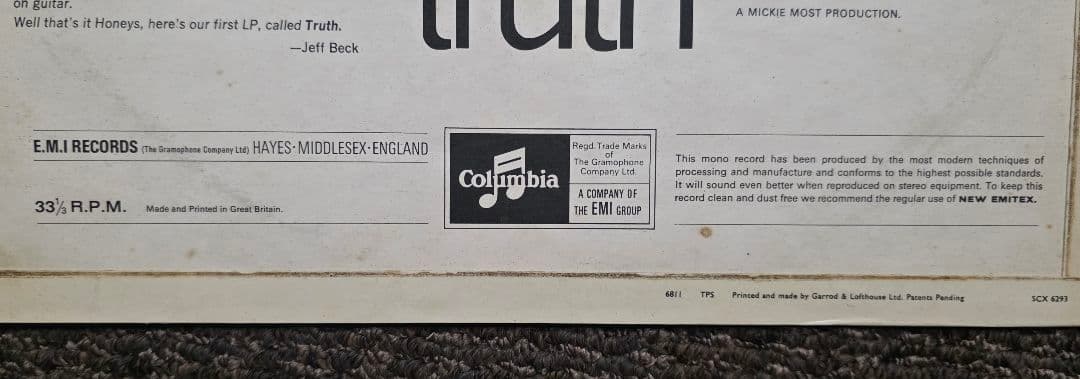 on guitar.
Well that's it Honeys, here's our first LP, called Truth.
—Jeff Beck
truth
A MICKIE MOST PRODUCTION.
E.M.I RECORDS (The Gramophone Company Ltd) HAYES·MIDDLESEX·ENGLAND
33⅓ R.P.M. Made and Printed in Great Britain.
Columbia
Regd. Trade Marks
of
The Gramophone
Company Ltd.
A COMPANY OF
THE EMI GROUP
This mono record has been produced by the most modern techniques of
processing and manufacture and conforms to the highest possible standards.
It will sound even better when reproduced on stereo equipment. To keep this
record clean and dust free we recommend the regular use of NEW EMITEX.
6811 TPS Printed and made by Garrod & Lofthouse Ltd. Patents Pending SCX 6293